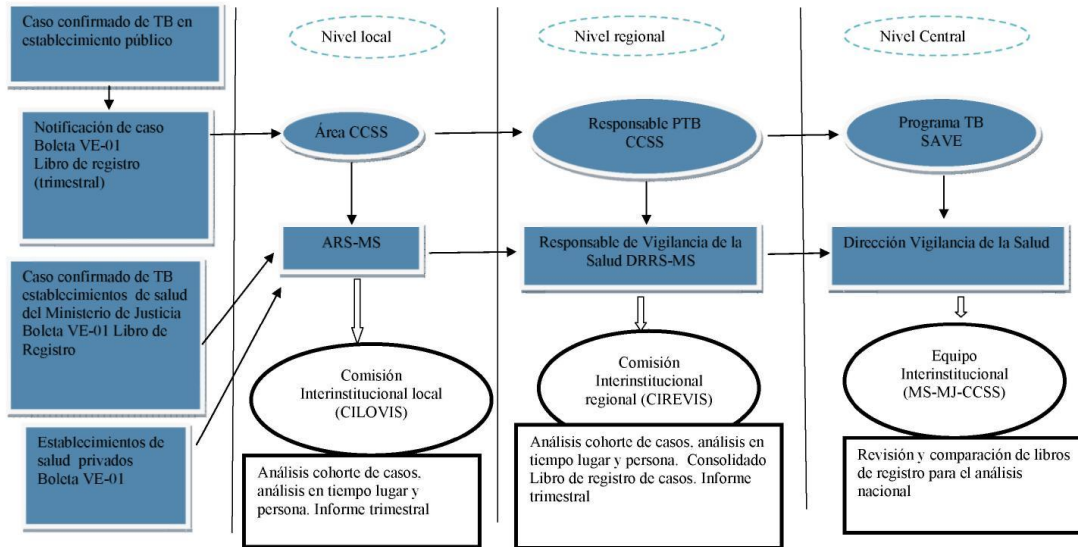 Caso confirmado de TB en
establecimiento público
Nivel local
Nivel regional
Nivel Central
Notificación de caso
Boleta VE-01
Libro de registro
(trimestral)
Área CCSS
Responsable PTB
CCSS
Programa TB
SAVE
ARS-MS
Responsable de Vigilancia de la
Salud DRRS-MS
Dirección Vigilancia de la Salud
Caso confirmado de TB
establecimientos de salud
del Ministerio de Justicia
Boleta VE-01 Libro de
Registro
Comisión
Interinstitucional local
(CILOVIS)
Comisión
Interinstitucional
regional (CIREVIS)
Equipo
Interinstitucional
(MS-MJ-CCSS)
Establecimientos de
salud privados
Boleta VE-01
Análisis cohorte de casos,
análisis en tiempo lugar y
persona. Informe trimestral
Análisis cohorte de casos, análisis en
tiempo lugar y persona. Consolidado
Libro de registro de casos. Informe
trimestral
Revisión y comparación de libros
de registro para el análisis
nacional